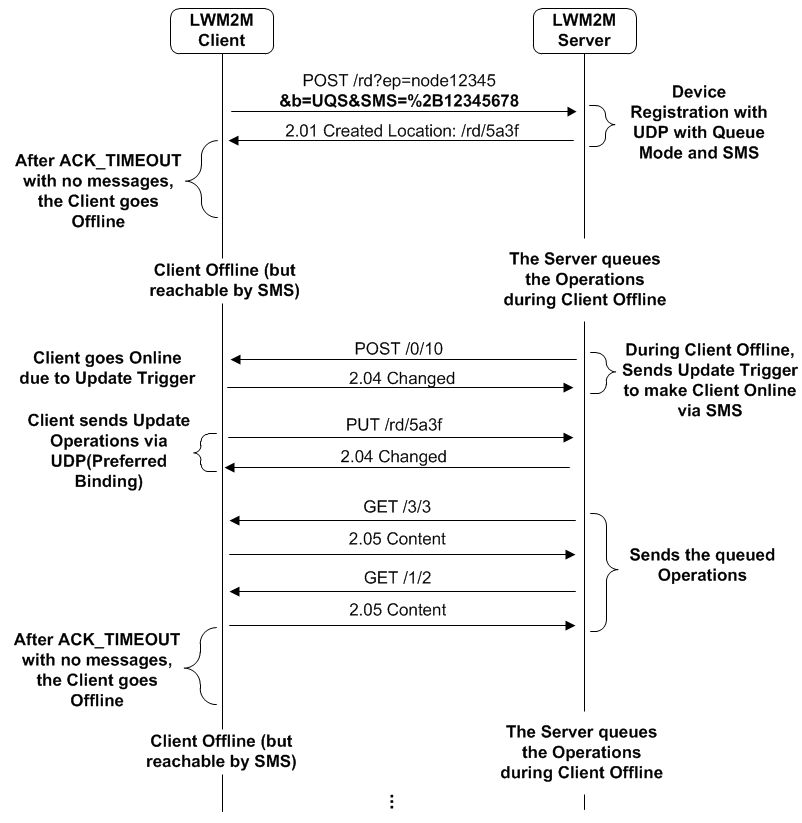 LWM2M
Client
LWM2M
Server
POST /rd?ep=node12345
&b=UQS&SMS=%2B12345678
Device
Registration with
UDP with Queue
Mode and SMS
2.01 Created Location: /rd/5a3f
After ACK_TIMEOUT
with no messages,
the Client goes
Offline
Client Offline (but
reachable by SMS)
The Server queues
the Operations
during Client Offline
POST /0/10
Client goes Online
due to Update Trigger
2.04 Changed
During Client Offline,
Sends Update Trigger
to make Client Online
via SMS
Client sends Update
Operations via
UDP(Preferred
Binding)
PUT /rd/5a3f
2.04 Changed
GET /3/3
2.05 Content
GET /1/2
2.05 Content
Sends the queued
Operations
After ACK_TIMEOUT
with no messages,
the Client goes
Offline
Client Offline (but
reachable by SMS)
The Server queues
the Operations
during Client Offline
...